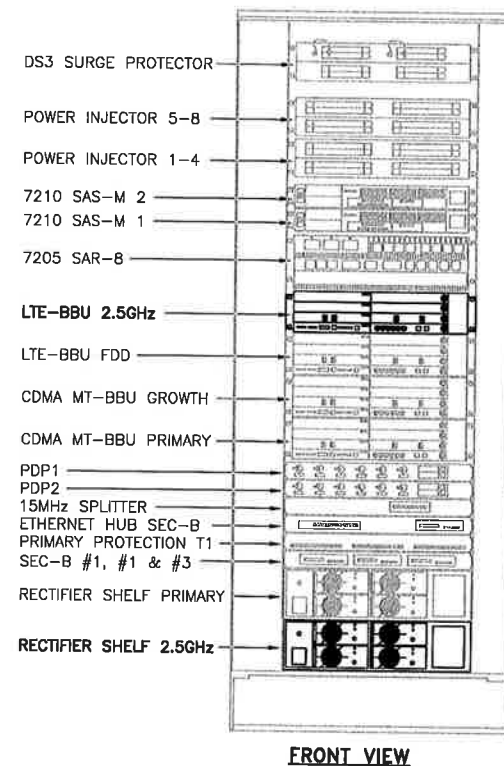 DS3 SURGE PROTECTOR
POWER INJECTOR 5-8
POWER INJECTOR 1-4
7210 SAS-M 2
7210 SAS-M 1
7205 SAR-8
LTE-BBU 2.5GHz
LTE-BBU FDD
CDMA MT-BBU GROWTH
CDMA MT-BBU PRIMARY
PDP1
PDP2
15MHz SPLITTER
ETHERNET HUB SEC-B
PRIMARY PROTECTION T1
SEC-B #1, #1 & #3
RECTIFIER SHELF PRIMARY
RECTIFIER SHELF 2.5GHz
FRONT VIEW